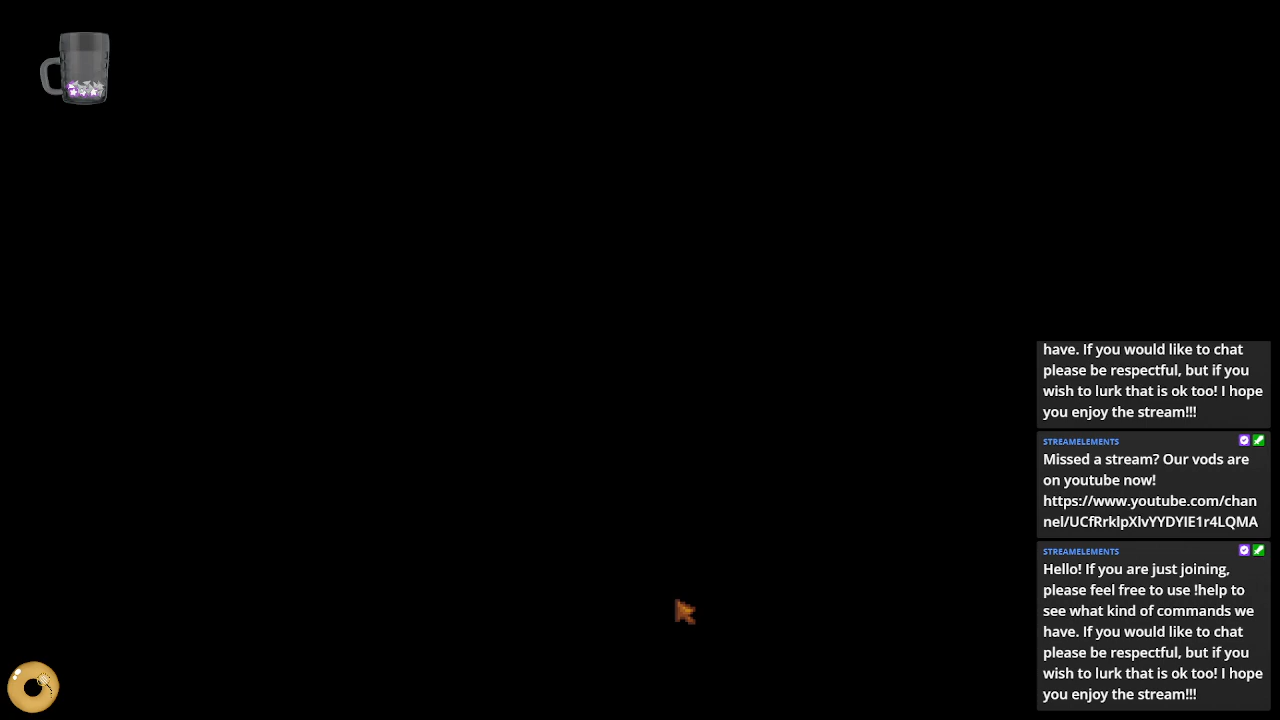 have. If you would like to chat
please be respectful, but if you
wish to lurk that is ok too! I hope
you enjoy the stream!!!
STREAMELEMENTS
Missed a stream? Our vods are
on youtube now!
https://www.youtube.com/chan
nel/UCfRrklpXlvYYDYIE1r4LQMA
STREAMELEMENTS
Hello! If you are just joining,
please feel free to use !help to
see what kind of commands we
have. If you would like to chat
please be respectful, but if you
wish to lurk that is ok too! I hope
you enjoy the stream!!!